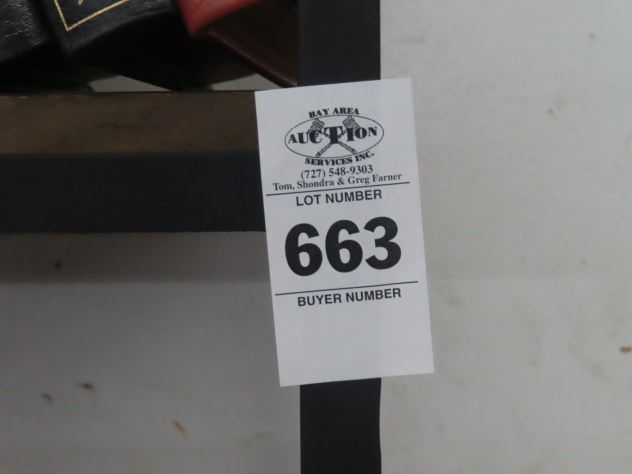 BAY AREA
AUCTION
SERVICES INC.
(727) 548-9303
Tom, Shondra & Greg Farner
LOT NUMBER
663
BUYER NUMBER